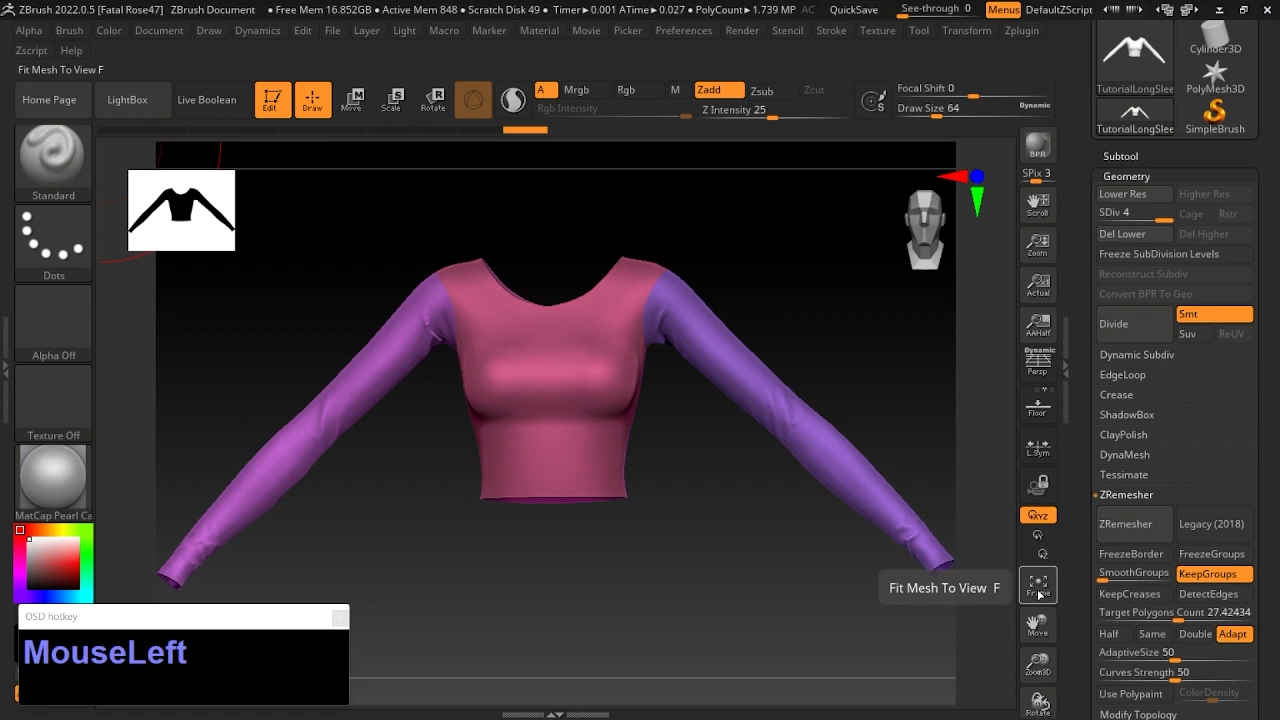 ZBrush 2022.0.5 [Fatal Rose47] ZBrush Document • Free Mem 16.852GB • Active Mem 848 • Scratch Disk 49 • Timer▶0.001 ATime▶0.027 • PolyCount▶1.739 MP AC QuickSave See-through 0 Menus DefaultZScript
Alpha Brush Color Document Draw Dynamics Edit File Layer Light Macro Marker Material Movie Picker Preferences Render Stencil Stroke Texture Tool Transform Zplugin
Zscript Help
Fit Mesh To View F
Home Page LightBox Live Boolean Edit Draw Move Scale Rotate
A Mrgb Rgb M Zadd Zsub Zcut
Rgb Intensity Z Intensity 25
Focal Shift 0
Draw Size 64 Dynamic
Standard
Dots
Alpha Off
Texture Off
MatCap Pearl Ca
BPR
SPix 3
Scroll
Zoom
Actual
AAHalf
Dynamic
Persp
Floor
L.Sym
XYZ
Frame
Move
Zoom3D
Rotate
Fit Mesh To View F
Cylinder3D
TutorialLongSlee PolyMesh3D
TutorialLongSlee SimpleBrush
Subtool
Geometry
Lower Res Higher Res
SDiv 4 Cage Rstr
Del Lower Del Higher
Freeze SubDivision Levels
Reconstruct Subdiv
Convert BPR To Geo
Divide Smt
Suv ReUV
Dynamic Subdiv
EdgeLoop
Crease
ShadowBox
ClayPolish
DynaMesh
Tessimate
ZRemesher
ZRemesher Legacy (2018)
FreezeBorder FreezeGroups
SmoothGroups KeepGroups
KeepCreases DetectEdges
Target Polygons Count 27.42434
Half Same Double Adapt
AdaptiveSize 50
Curves Strength 50
Use Polypaint ColorDensity
Modify Topology
OSD hotkey
MouseLeft